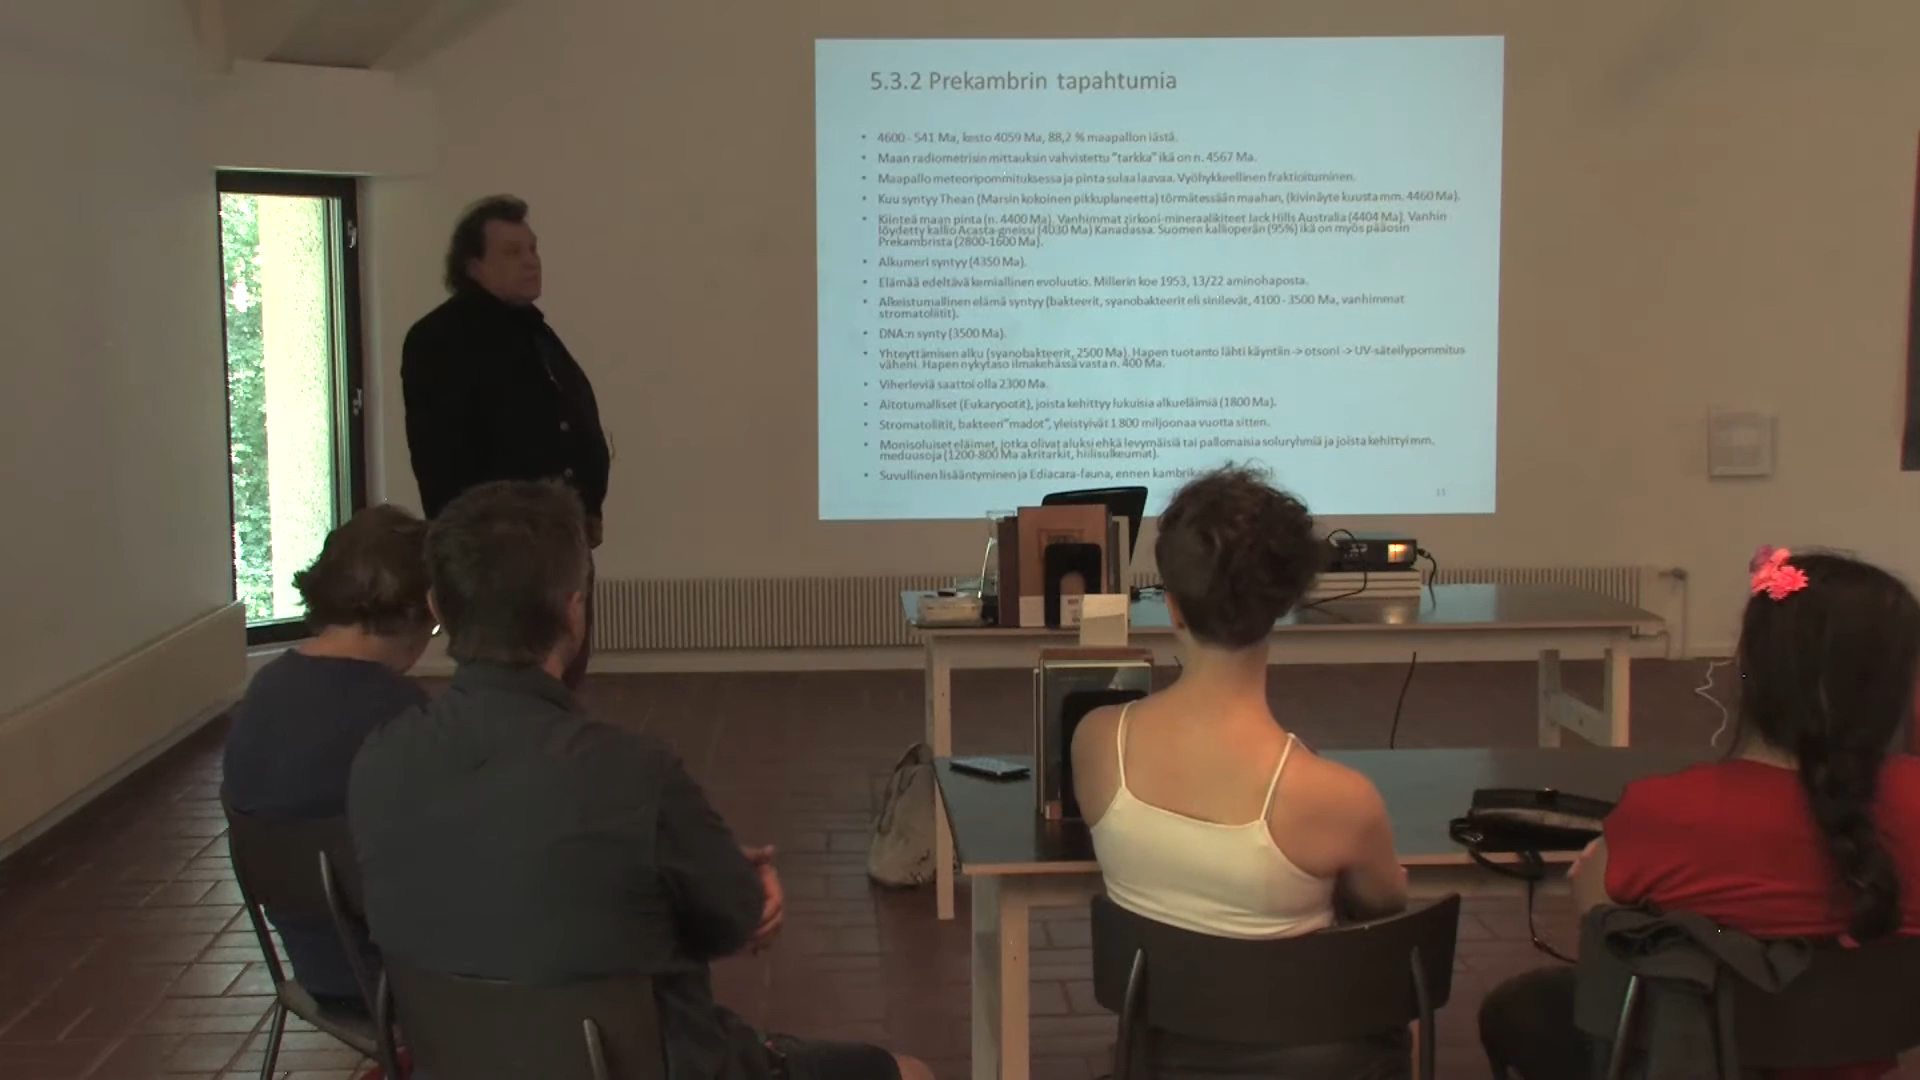 5.3.2 Prekambrin tapahtumia
• 4600 - 541 Ma, kesto 4059 Ma, 88,2 % maapallon iästä.
• Maan radiometrisin mittauksin vahvistettu "tarkka" ikä on n. 4567 Ma.
• Maapallo meteoripommituksessa ja pinta sulaa laavaa. Vyöhykkeellinen fraktioituminen.
• Kuu syntyy Thean (Marsin kokoinen pikkuplaneetta) törmätessään maahan, (kivinäyte kuusta mm. 4460 Ma).
• Kiinteä maan pinta (n. 4400 Ma). Vanhimmat zirkoni-mineraalikiteet Jack Hills Australia (4404 Ma). Vanhin
löydetty kallio Acasta-gneissi (4030 Ma) Kanadassa. Suomen kallioperän (95%) ikä on myös pääosin
Prekambrista (2800-1600 Ma).
• Alkumeri syntyy (4350 Ma).
• Elämää edeltävä kemiallinen evoluutio. Millerin koe 1953, 13/22 aminohaposta.
• Alkeistumallinen elämä syntyy (bakteerit, syanobakteerit eli sinilevät, 4100 - 3500 Ma, vanhimmat
stromatoliitit).
• DNA:n synty (3500 Ma).
• Yhteyttämisen alku (syanobakteerit, 2500 Ma). Hapen tuotanto lähti käyntiin -> otsoni -> UV-säteilypommitus
väheni. Hapen nykytaso ilmakehässä vasta n. 400 Ma.
• Viherleviä saattoi olla 2300 Ma.
• Aitotumalliset (Eukaryootit), joista kehittyy lukuisia alkueläimiä (1800 Ma).
• Stromatoliitit, bakteeri"madot", yleistyivät 1 800 miljoonaa vuotta sitten.
• Monisoluiset eläimet, jotka olivat aluksi ehkä levymäisiä tai pallomaisia soluryhmiä ja joista kehittyi mm.
meduusoja (1200-800 Ma akritarkit, hiilisulkeumat).
• Suvullinen lisääntyminen ja Ediacara-fauna, ennen kambrika
13